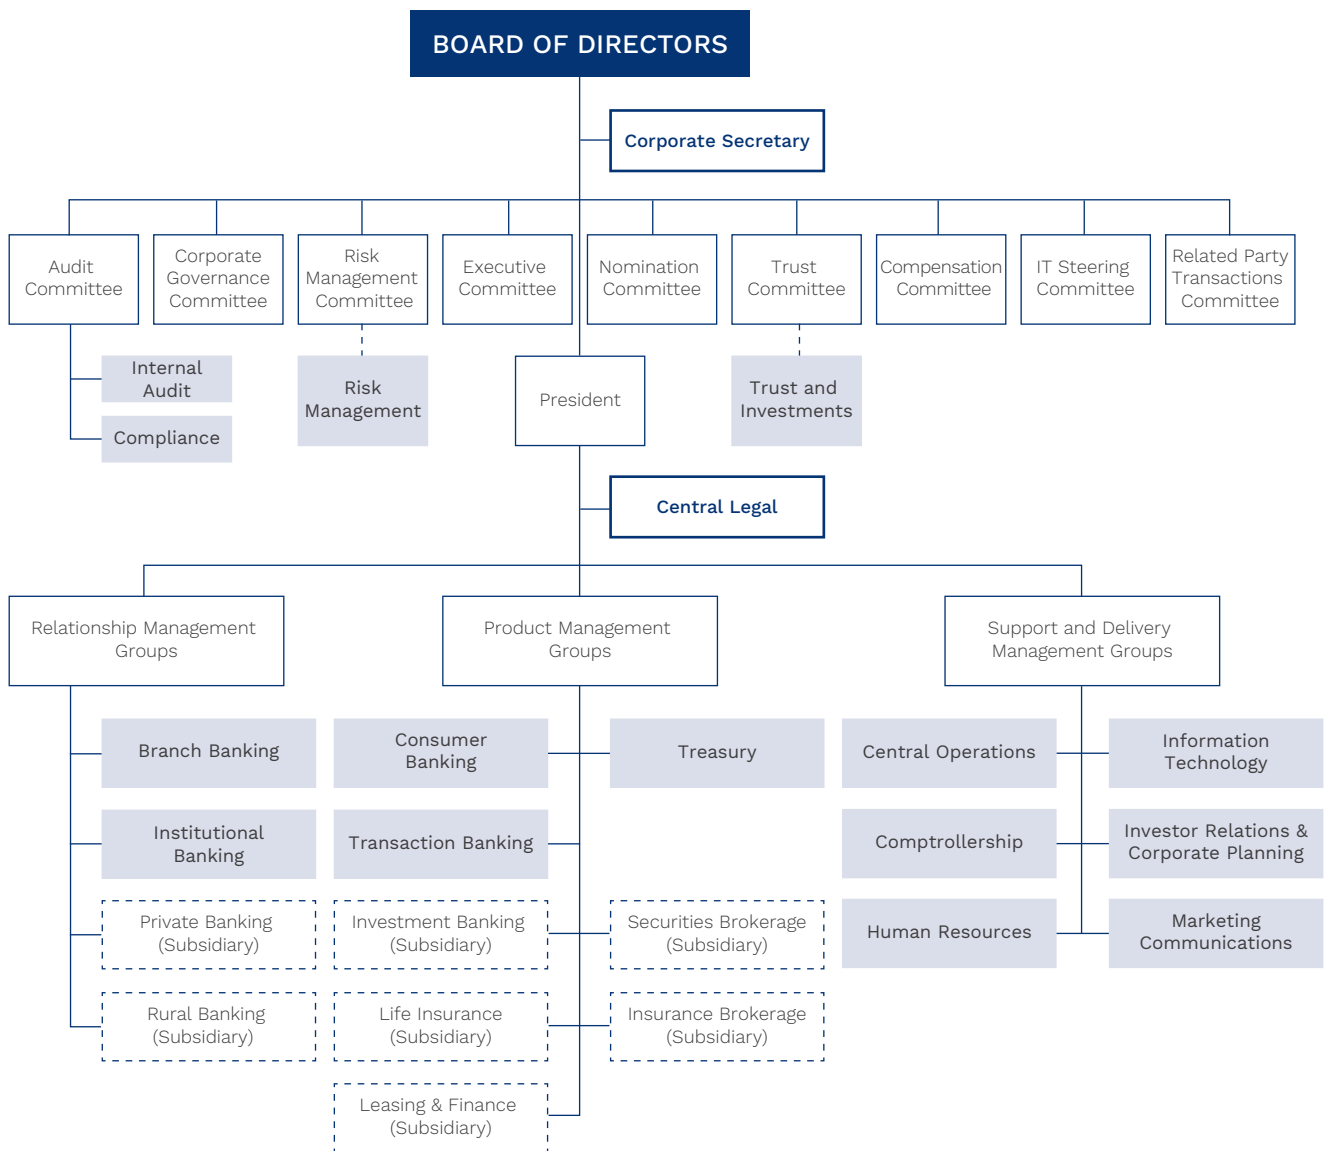 BOARD OF DIRECTORS
Corporate Secretary
Audit
Committee
Corporate
Governance
Committee
Risk
Management
Committee
Executive
Committee
Nomination
Committee
Trust
Committee
Compensation
Committee
IT Steering
Committee
Related Party
Transactions
Committee
Internal
Audit
Compliance
Risk
Management
President
Trust and
Investments
Central Legal
Relationship Management
Groups
Product Management
Groups
Support and Delivery
Management Groups
Branch Banking
Institutional
Banking
Private Banking
(Subsidiary)
Rural Banking
(Subsidiary)
Consumer
Banking
Treasury
Transaction Banking
Investment Banking
(Subsidiary)
Securities Brokerage
(Subsidiary)
Life Insurance
(Subsidiary)
Insurance Brokerage
(Subsidiary)
Leasing & Finance
(Subsidiary)
Central Operations
Information
Technology
Comptrollership
Investor Relations &
Corporate Planning
Human Resources
Marketing
Communications